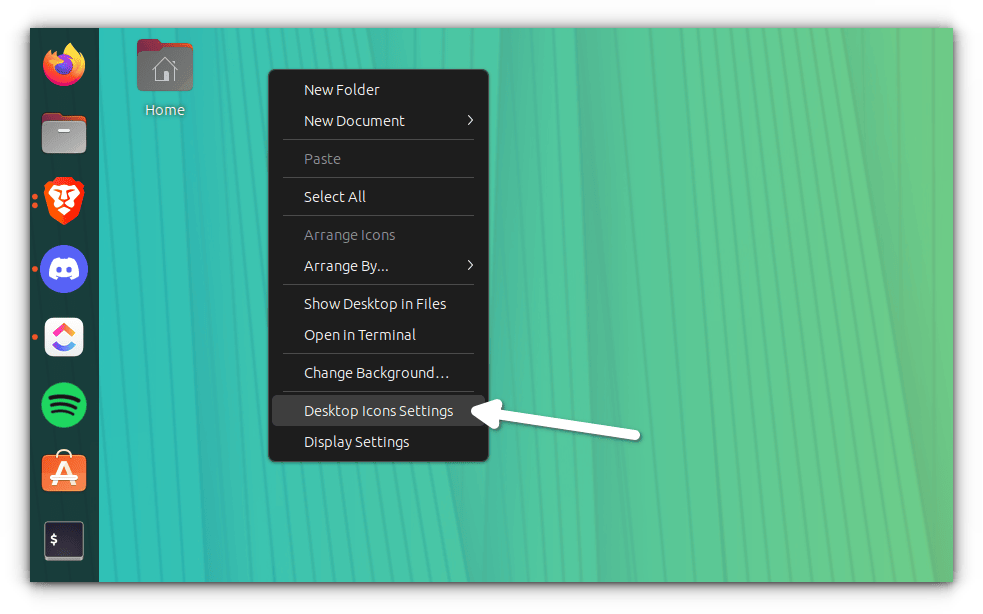 Home
New Folder
New Document
Paste
Select All
Arrange Icons
Arrange By...
Show Desktop in Files
Open in Terminal
Change Background…
Desktop Icons Settings
Display Settings
$